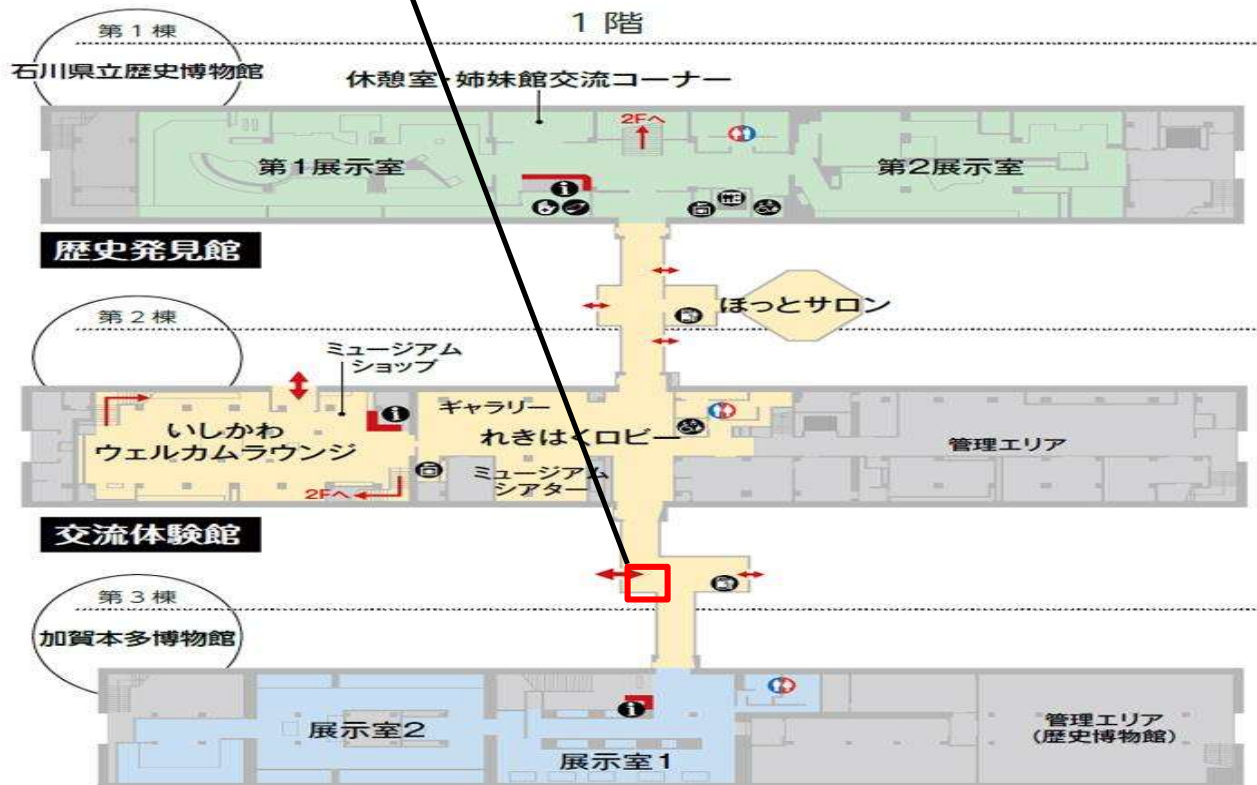 1階
第1棟
石川県立歴史博物館
休憩室・姉妹館交流コーナー
2Fへ
第1展示室
第2展示室
歴史発見館
ほっとサロン
第2棟
ミュージアム
ショップ
ギャラリー
いしかわ
ウェルカムラウンジ
れきはくロビー
管理エリア
ミュージアム
シアター
2Fへ
交流体験館
第3棟
加賀本多博物館
展示室2
展示室1
管理エリア
(歴史博物館)